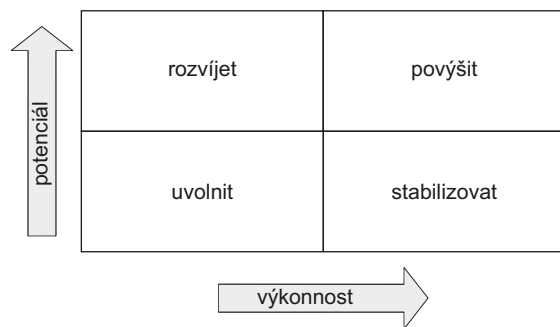 potenciál
rozvíjet
povýšit
uvolnit
stabilizovat
výkonnost